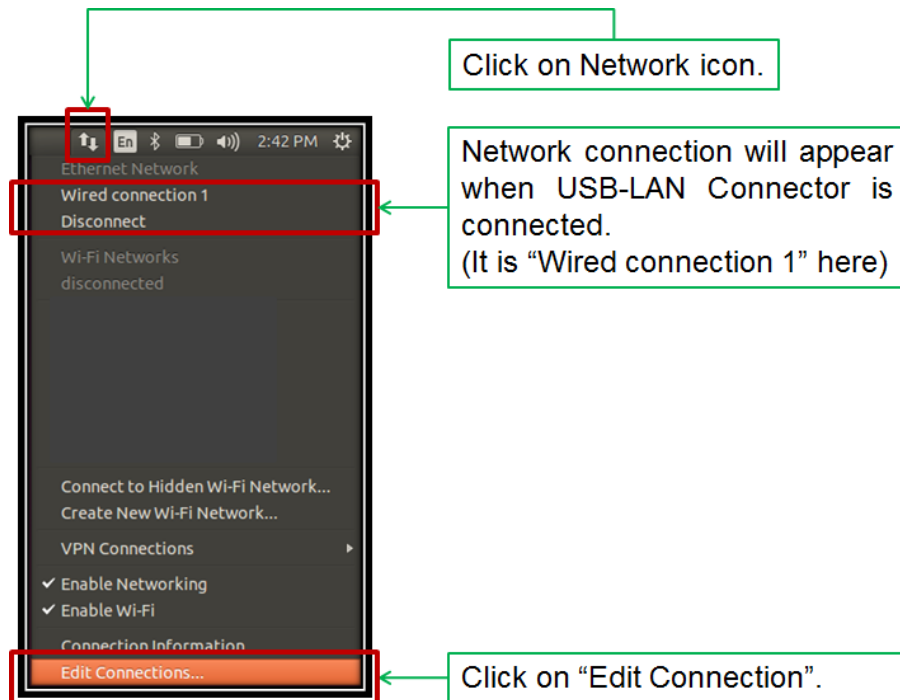 Click on Network icon.
En 2:42 PM
Ethernet Network
Wired connection 1
Disconnect
Network connection will appear
when USB-LAN Connector is
connected.
(It is “Wired connection 1” here)
Wi-Fi Networks
disconnected
Connect to Hidden Wi-Fi Network...
Create New Wi-Fi Network...
VPN Connections
Enable Networking
Enable Wi-Fi
Connection Information
Edit Connections...
Click on “Edit Connection”.